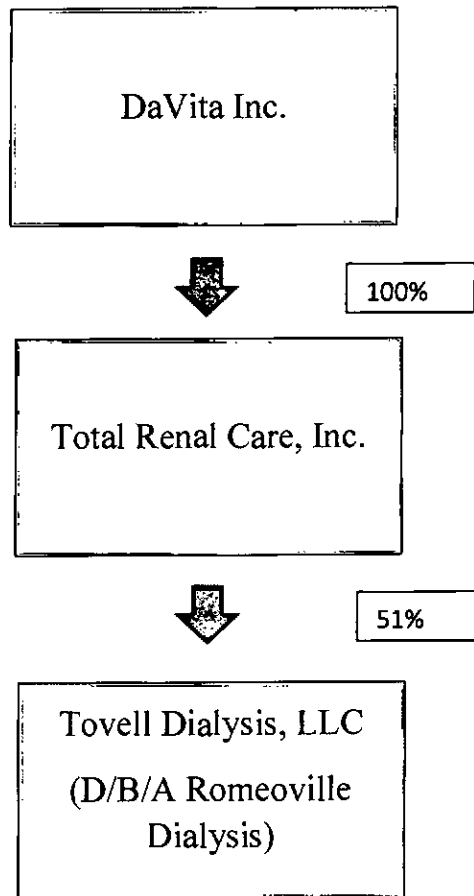 DaVita Inc.
100%
Total Renal Care, Inc.
51%
Tovell Dialysis, LLC
(D/B/A Romeoville
Dialysis)